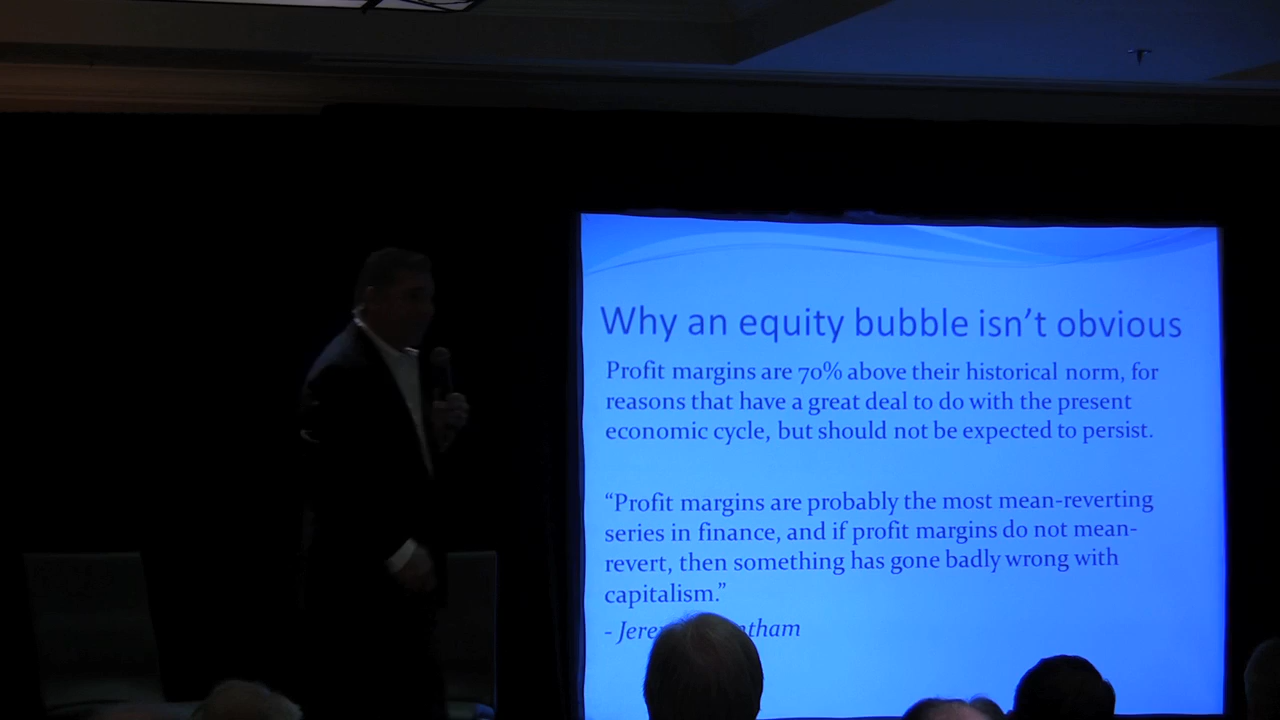 Why an equity bubble isn't obvious
Profit margins are 70% above their historical norm, for
reasons that have a great deal to do with the present
economic cycle, but should not be expected to persist.
“Profit margins are probably the most mean-reverting
series in finance, and if profit margins do not mean-
revert, then something has gone badly wrong with
capitalism.”
-